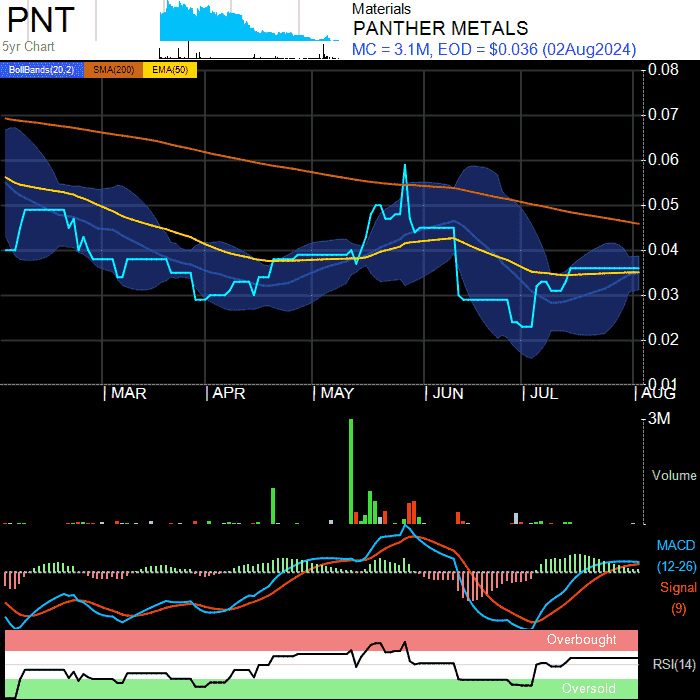 PNT
5yr Chart
Materials
PANTHER METALS
MC = 3.1M, EOD = $0.036 (02Aug2024)
BollBands(20,2) SMA(200) EMA(50)
0.08
0.07
0.06
0.05
0.04
0.03
0.02
0.01
MAR APR MAY JUN JUL AUG
3M
Volume
MACD
(12-26)
Signal
(9)
Overbought
RSI(14)
Oversold